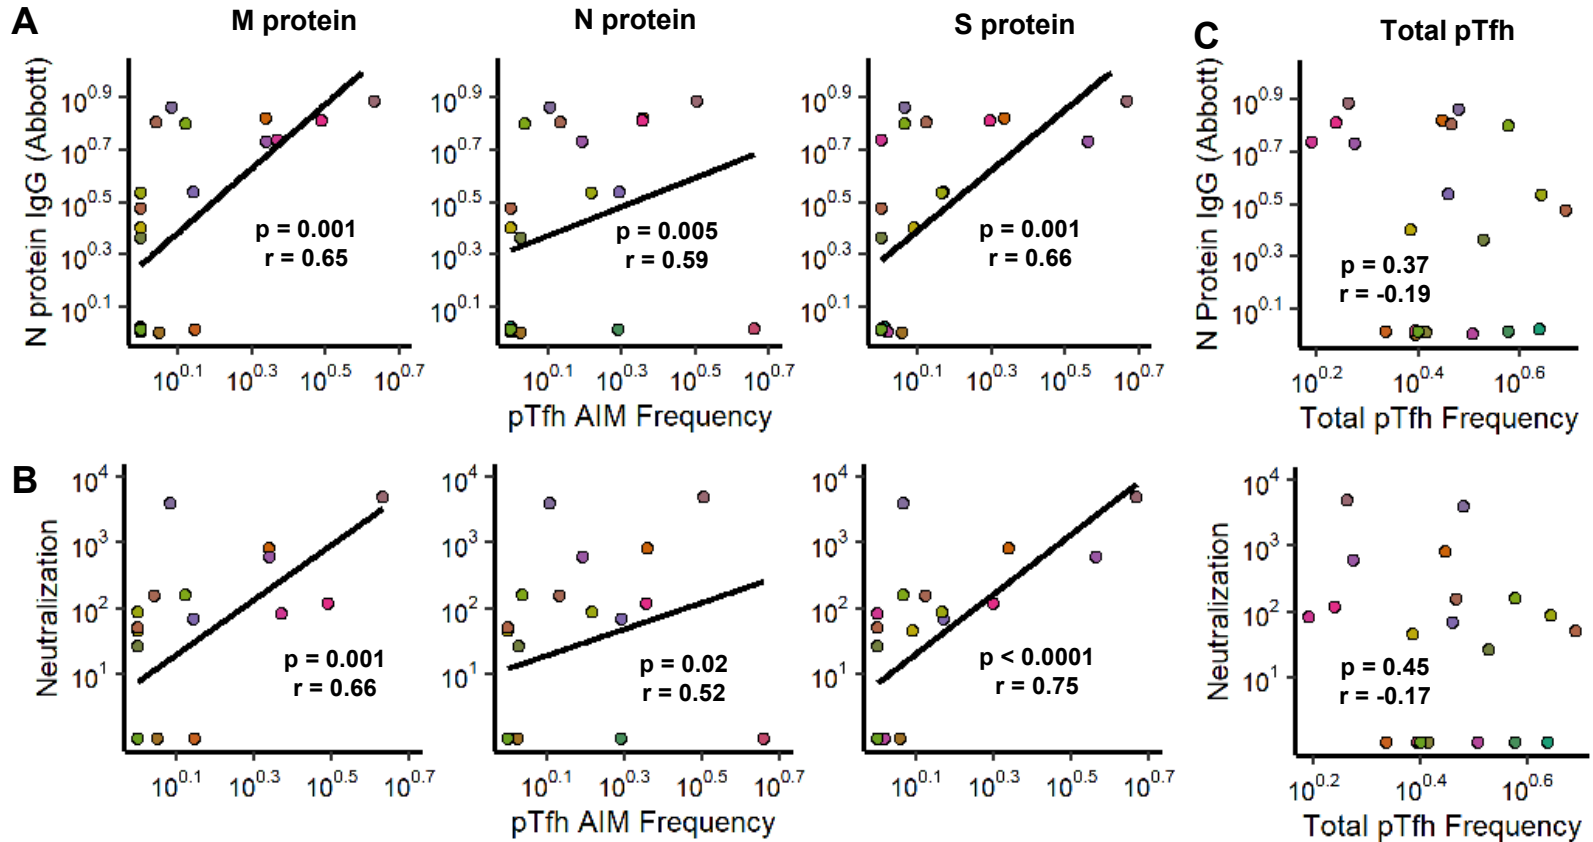 A
M protein
N protein
S protein
C
Total pTfh
N protein IgG (Abbott)
10^0.9
10^0.7
10^0.5
10^0.3
10^0.1
p = 0.001
r = 0.65
10^0.1 10^0.3 10^0.5 10^0.7
10^0.9
10^0.7
10^0.5
10^0.3
10^0.1
p = 0.005
r = 0.59
10^0.1 10^0.3 10^0.5 10^0.7
pTfh AIM Frequency
10^0.9
10^0.7
10^0.5
10^0.3
10^0.1
p = 0.001
r = 0.66
10^0.1 10^0.3 10^0.5 10^0.7
N Protein IgG (Abbott)
10^0.9
10^0.7
10^0.5
10^0.3
10^0.1
p = 0.37
r = -0.19
10^0.2 10^0.4 10^0.6
Total pTfh Frequency
B
Neutralization
10^4
10^3
10^2
10^1
p = 0.001
r = 0.66
10^0.1 10^0.3 10^0.5 10^0.7
10^4
10^3
10^2
10^1
p = 0.02
r = 0.52
10^0.1 10^0.3 10^0.5 10^0.7
pTfh AIM Frequency
10^4
10^3
10^2
10^1
p < 0.0001
r = 0.75
10^0.1 10^0.3 10^0.5 10^0.7
Neutralization
10^4
10^3
10^2
10^1
p = 0.45
r = -0.17
10^0.2 10^0.4 10^0.6
Total pTfh Frequency